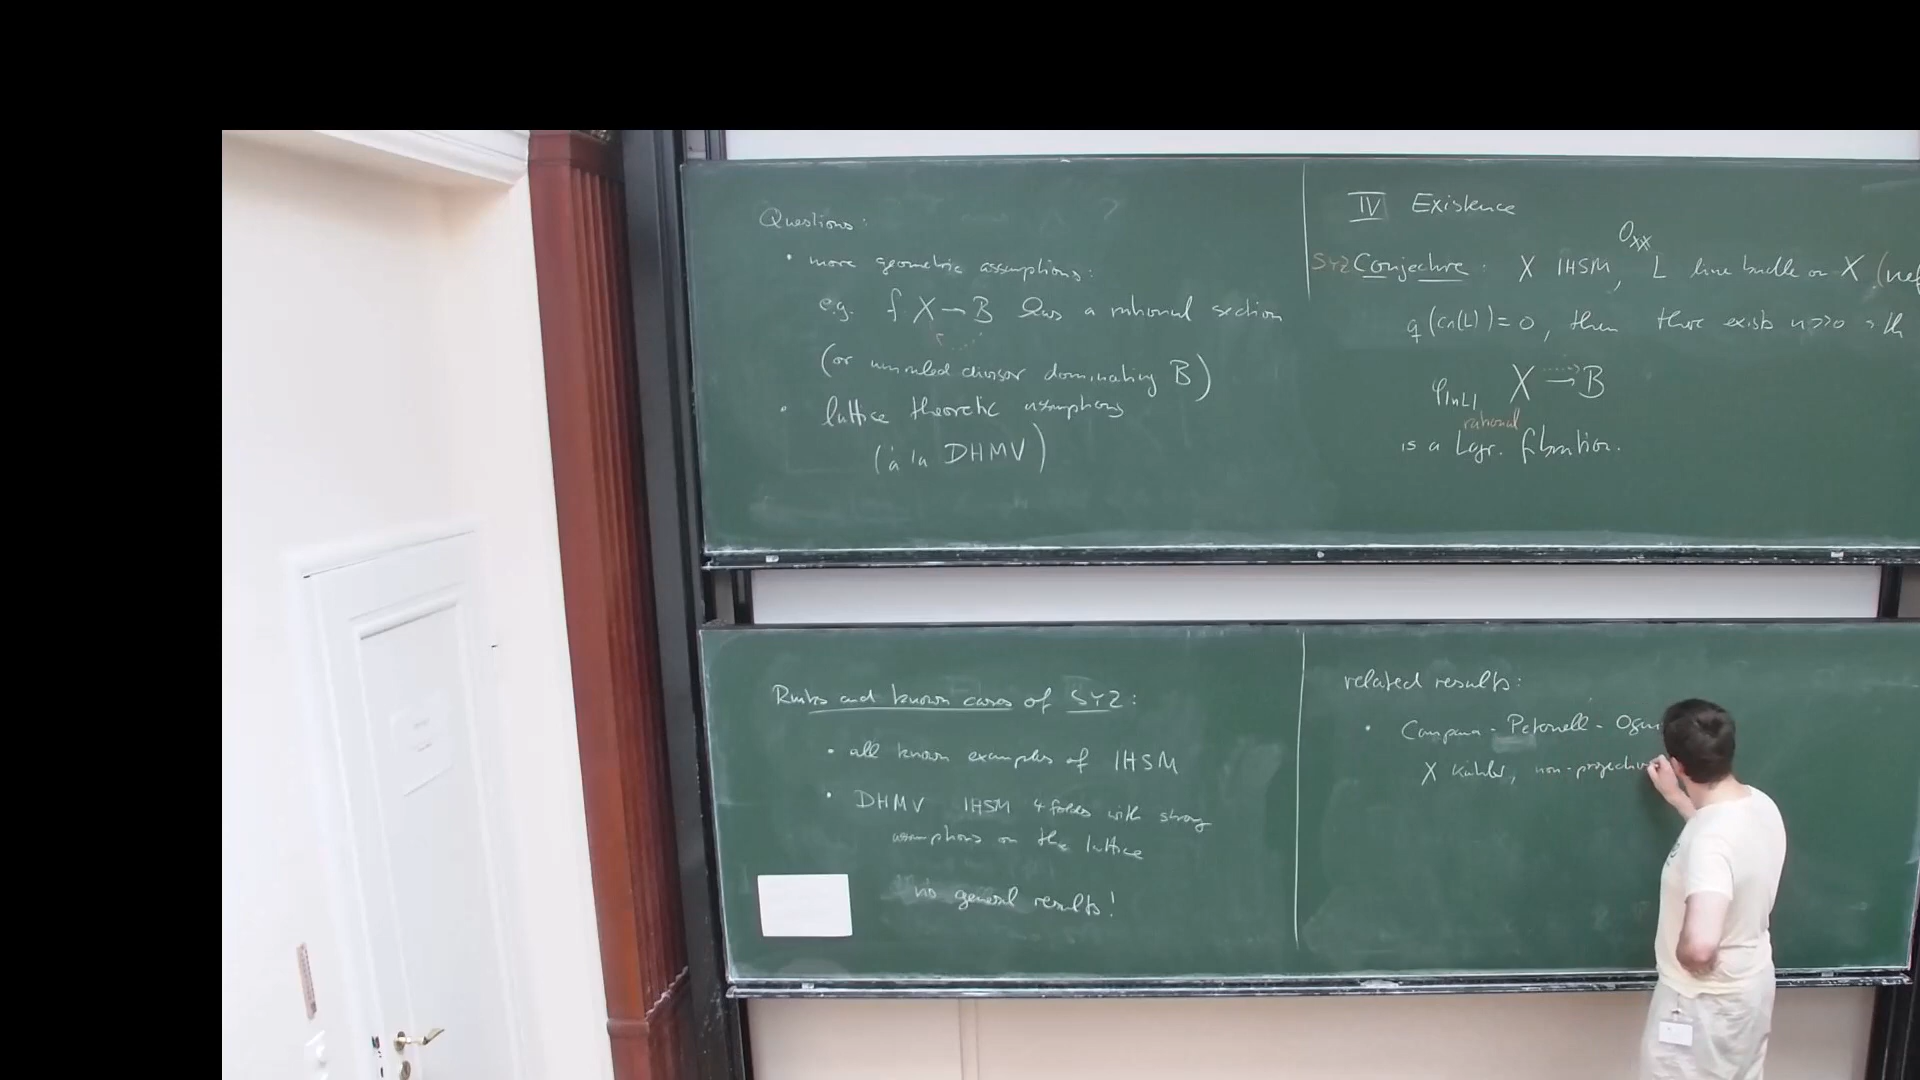 Questions:
• more geometric assumptions:
e.g. f: X → B has a rational section
(or unruled divisor dominating B)
• lattice theoretic assumptions
(à la DHMV)
IV Existence
SYZ Conjecture: X IHSM, O_XX L line bundle on X (nef
q(c₁(L)) = 0, then there exists n>>0 s.th
φ|nL| X → B
rational
is a Lagr. fibration.
Rmks and known cases of SYZ:
• all known examples of IHSM
• DHMV IHSM 4 folds with strong
assumptions on the lattice
no general results!
related results:
• Campana - Peternell - Ogui
X Kähler, non-projective